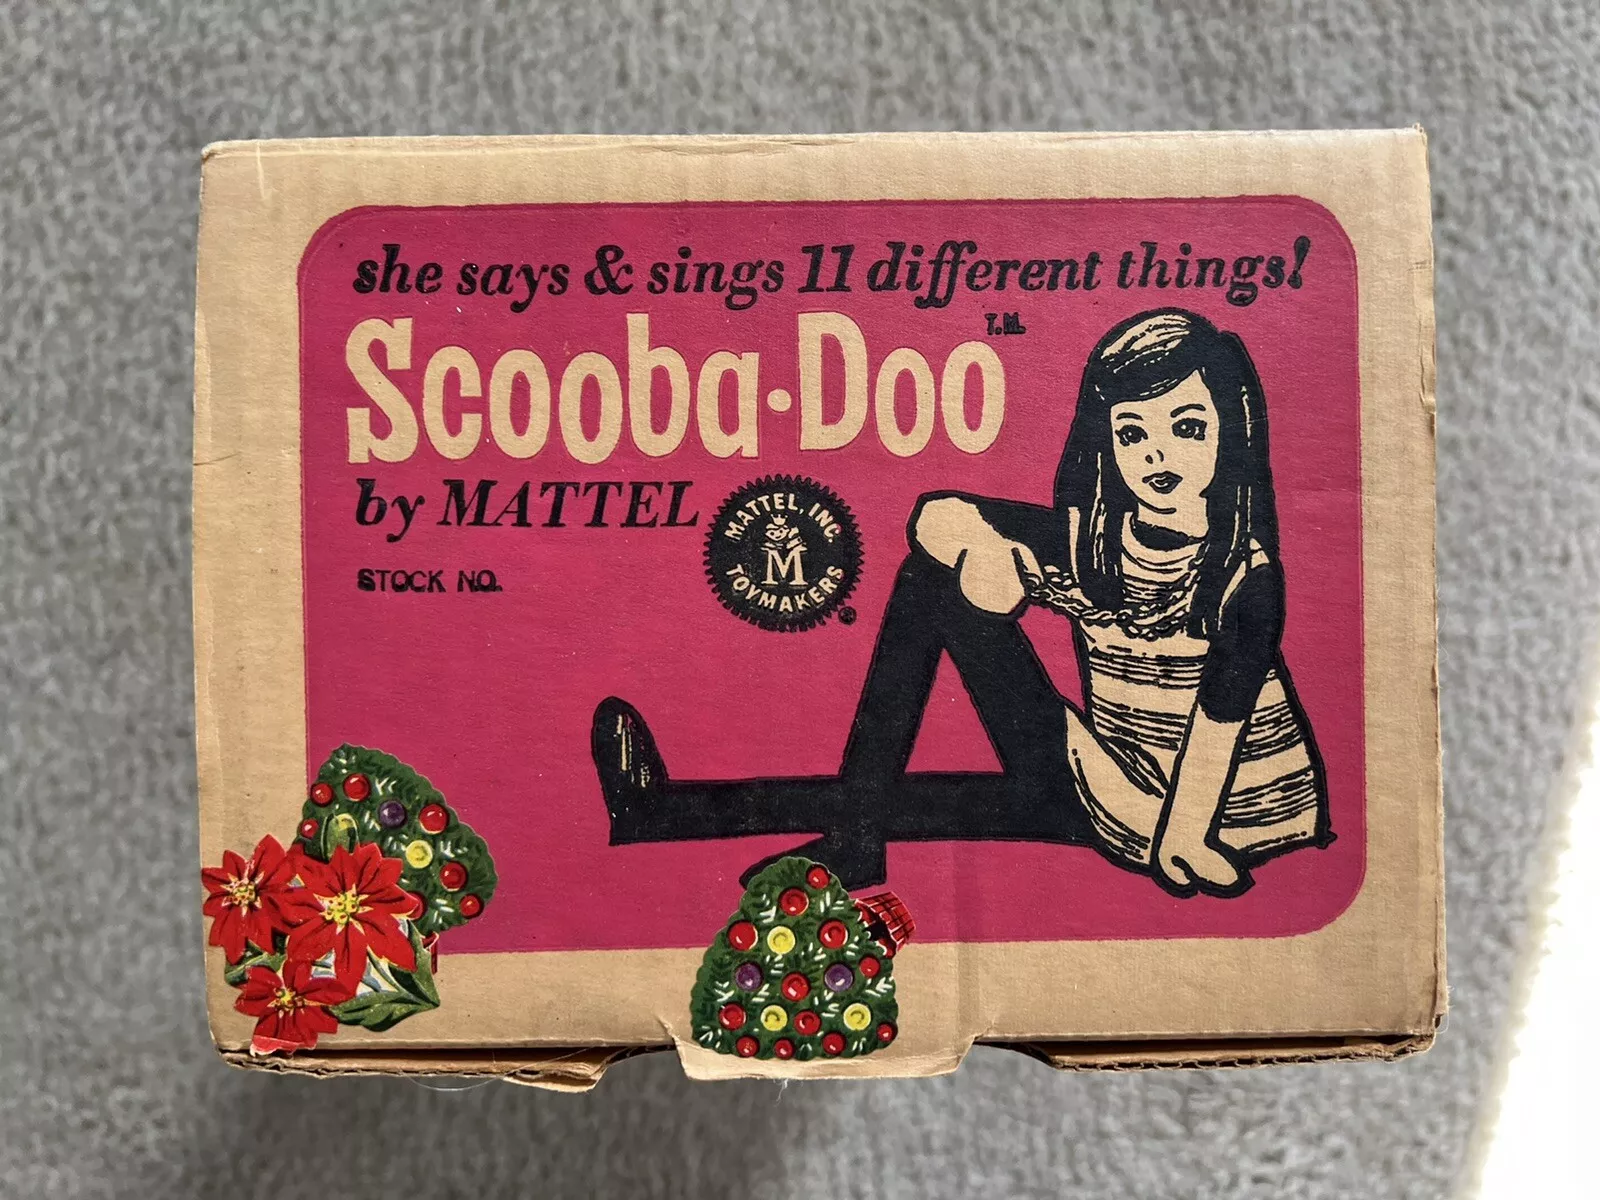 she says & sings 11 different things!
Scooba·Doo T.M.
by MATTEL
MATTEL, INC.
M
TOYMAKERS
®
STOCK NO.